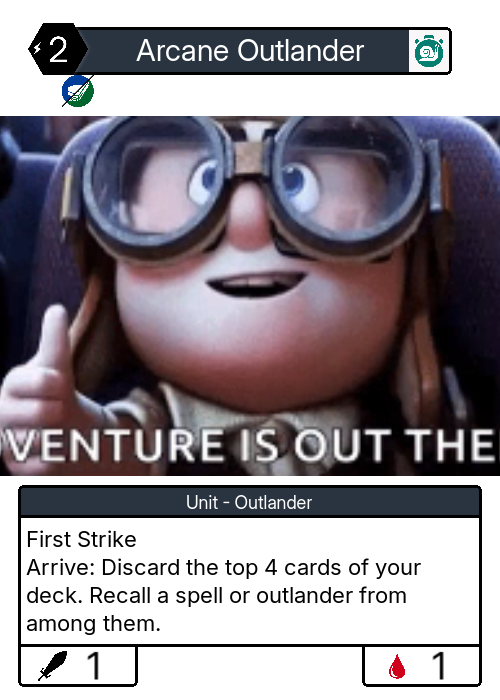 2
Arcane Outlander
VENTURE IS OUT THE
Unit - Outlander
First Strike
Arrive: Discard the top 4 cards of your
deck. Recall a spell or outlander from
among them.
1
1